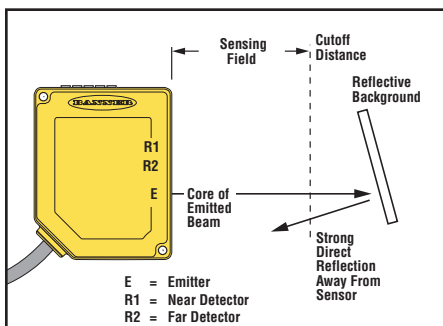 Sensing
Field
Cutoff
Distance
Reflective
Background
BANNER
R1
R2
E
Core of
Emitted
Beam
Strong
Direct
Reflection
Away From
Sensor
E = Emitter
R1 = Near Detector
R2 = Far Detector